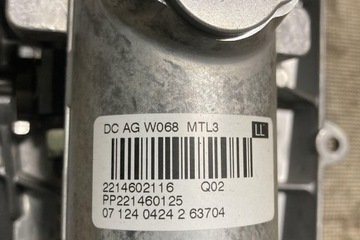 DC AG W068 MTL3 LL
2214602116 Q02
PP221460125
07 124 0424 2 63704